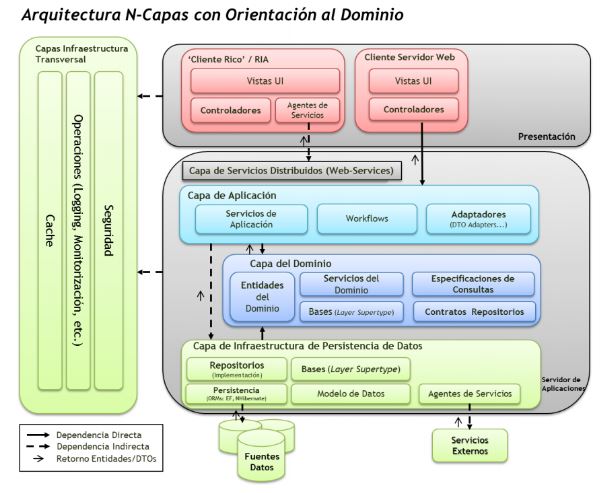 Arquitectura N-Capas con Orientación al Dominio
Capas Infraestructura
Transversal
Cache
Operaciones (Logging, Monitorización, etc.)
Seguridad
'Cliente Rico' / RIA
Vistas UI
Controladores
Agentes de
Servicios
Cliente Servidor Web
Vistas UI
Controladores
Presentación
Capa de Servicios Distribuidos (Web-Services)
Capa de Aplicación
Servicios de
Aplicación
Workflows
Adaptadores
(DTO Adapters...)
Capa del Dominio
Entidades
del
Dominio
Servicios del
Dominio
Especificaciones de
Consultas
Bases (Layer Supertype)
Contratos Repositorios
Capa de Infraestructura de Persistencia de Datos
Repositorios
(Implementación)
Bases (Layer Supertype)
Persistencia
(ORMs: EF, NHibernate)
Modelo de Datos
Agentes de Servicios
Servidor
de Aplicaciones
Fuentes
Datos
Servicios
Externos
Dependencia Directa
Dependencia Indirecta
Retorno Entidades/DTOs